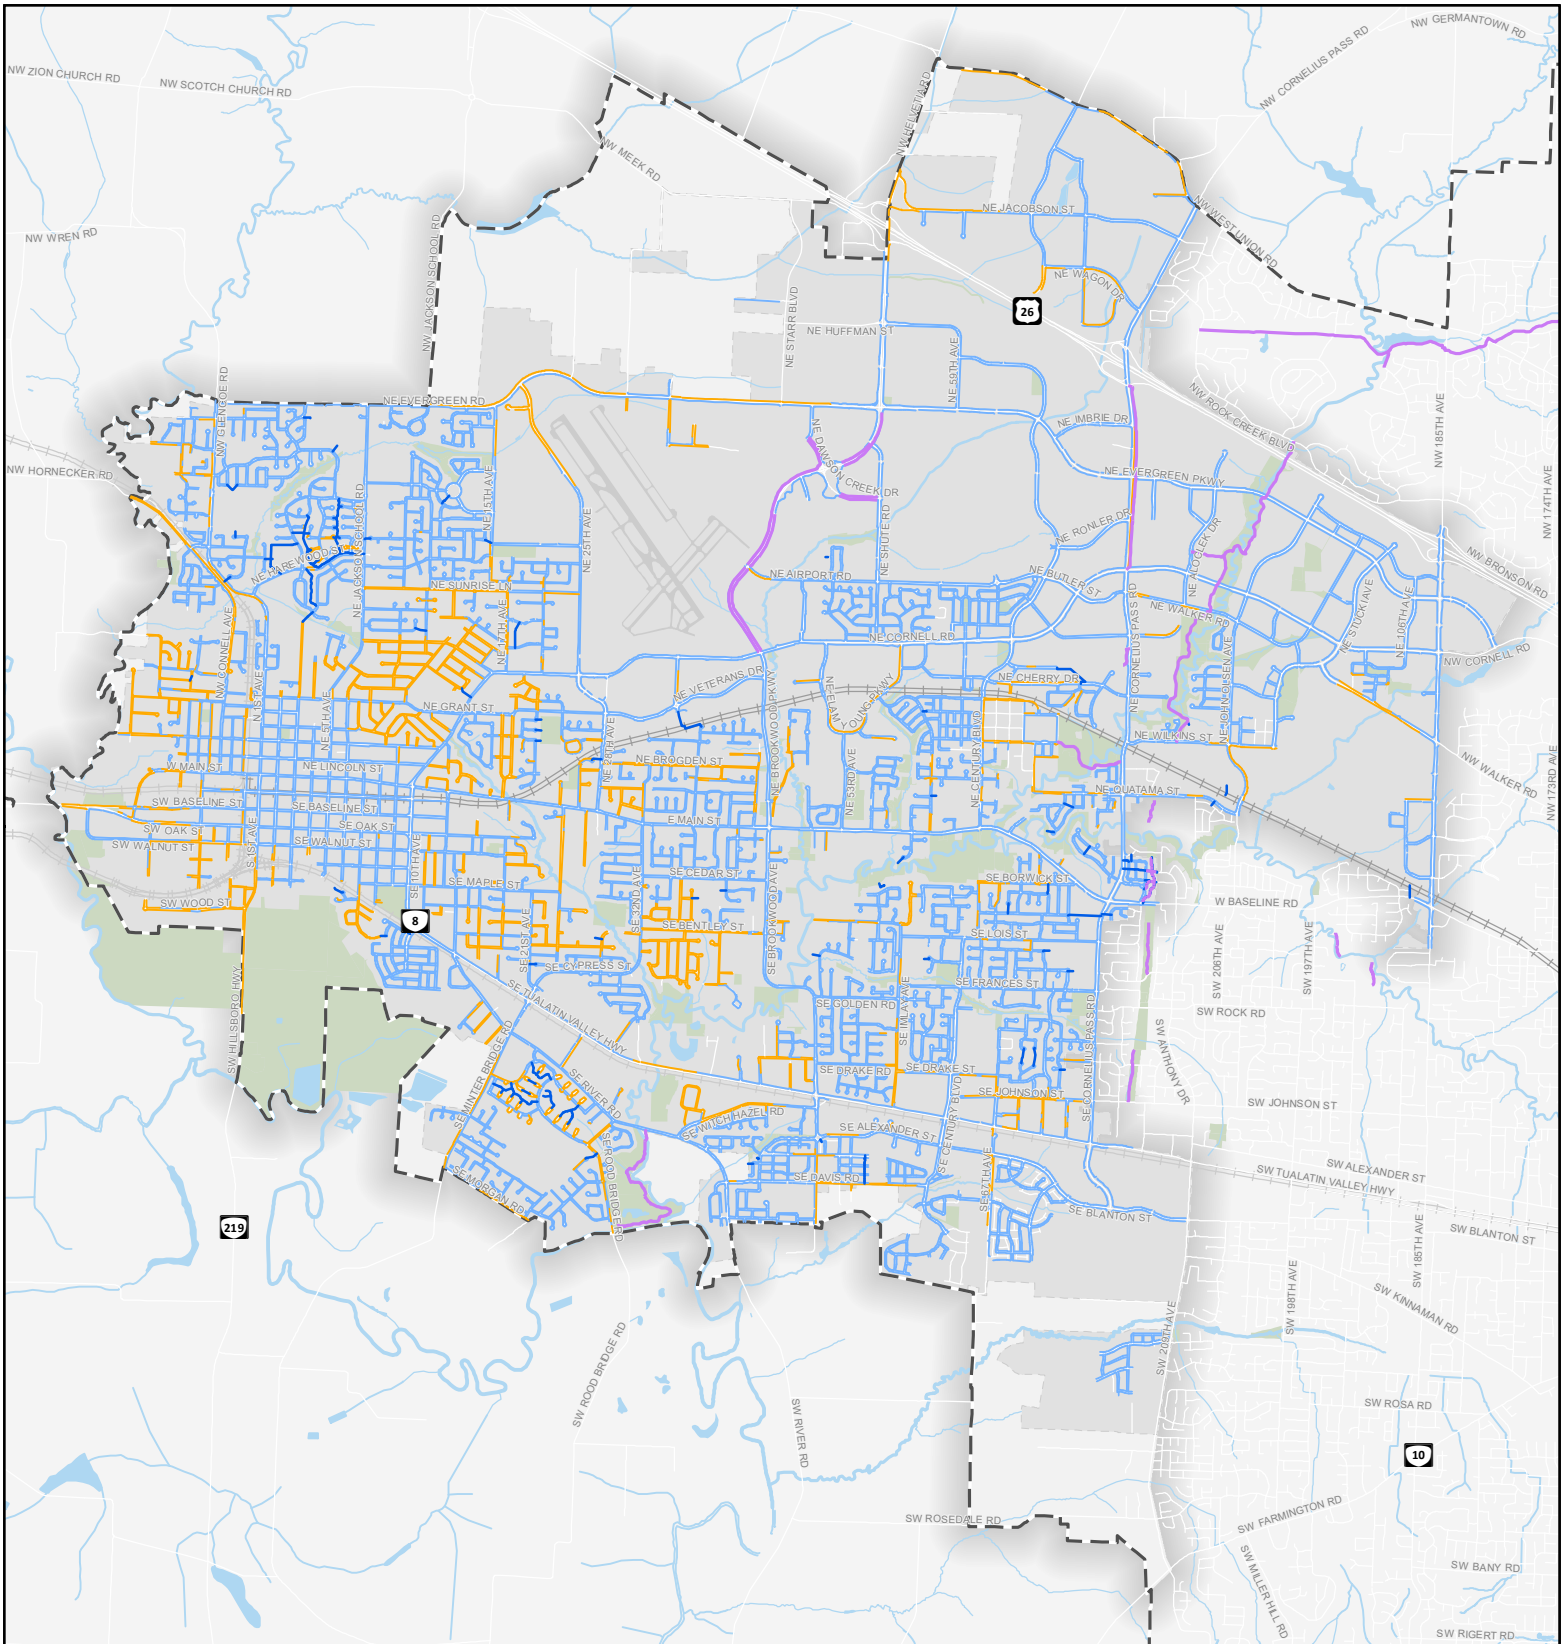 NW GERMANTOWN RD
NW CORNELIUS PASS RD
NW ZION CHURCH RD
NW SCOTCH CHURCH RD
NW HELVETIA RD
NW MEEK RD
NW WREN RD
NW JACKSON SCHOOL RD
NE JACOBSON ST
NW WEST UNION RD
NE WAGON DR
26
NE STARR BLVD
NE HUFFMAN ST
NE 59TH AVE
NW GLENCOE RD
NE EVERGREEN RD
NE IMBRIE DR
NW ROCK CREEK BLVD
NW 185TH AVE
NW HORNECKER RD
NE DAWSON CREEK DR
NE EVERGREEN PKWY
NW 174TH AVE
NE 15TH AVE
NE JACKSON SCHOOL RD
NE 25TH AVE
NE SHUTE RD
NE RONLER DR
NE ALOCLEK DR
NE HAREWOOD ST
NE SUNRISE LN
NE AIRPORT RD
NE BUTLER ST
NW BRONSON RD
NE 17TH AVE
NE CORNELIUS PASS RD
NE WALKER RD
NE STUCKI AVE
NE 106TH AVE
NW CONNELL AVE
NE CORNELL RD
NE JOHN OLSEN AVE
NW CORNELL RD
N 1ST AVE
NE 5TH AVE
NE GRANT ST
NE VETERANS DR
NE CHERRY DR
NE BROOKWOOD PKWY
NE ELAM YOUNG PKWY
NE 28TH AVE
NE WILKINS ST
W MAIN ST
NE LINCOLN ST
NE BROGDEN ST
NE 53RD AVE
NE CENTURY BLVD
NE QUATAMA ST
NW WALKER RD
NW 173RD AVE
SW BASELINE ST
SE BASELINE ST
E MAIN ST
SW OAK ST
SE OAK ST
SW WALNUT ST
SE WALNUT ST
S 1ST AVE
SE 10TH AVE
SE MAPLE ST
SE CEDAR ST
SE BORWICK ST
SW WOOD ST
8
SE 21ST AVE
SE 32ND AVE
SE BENTLEY ST
SE BROOKWOOD AVE
SE LOIS ST
W BASELINE RD
SW 206TH AVE
SW 197TH AVE
SE CYPRESS ST
SE FRANCES ST
SW HILLSBORO HWY
SE TUALATIN VALLEY HWY
SE GOLDEN RD
SE IMLAY AVE
SE CORNELIUS PASS RD
SW ROCK RD
SE MINTER BRIDGE RD
SE RIVER RD
SE DRAKE RD
SE DRAKE ST
SE JOHNSON ST
SW ANTHONY DR
SW JOHNSON ST
SE WITCH HAZEL RD
SE ALEXANDER ST
SE CENTURY BLVD
SE ROOD BRIDGE RD
SE DAVIS RD
SE 67TH AVE
SW ALEXANDER ST
SW TUALATIN VALLEY HWY
SE MORGAN RD
SE BLANTON ST
219
SW BLANTON ST
SW 198TH AVE
SW 185TH AVE
SW KINNAMAN RD
SW 209TH AVE
SW ROOD BRIDGE RD
SW RIVER RD
SW ROSA RD
10
SW ROSEDALE RD
SW FARMINGTON RD
SW MILLER HILL RD
SW BANY RD
SW RIGERT RD